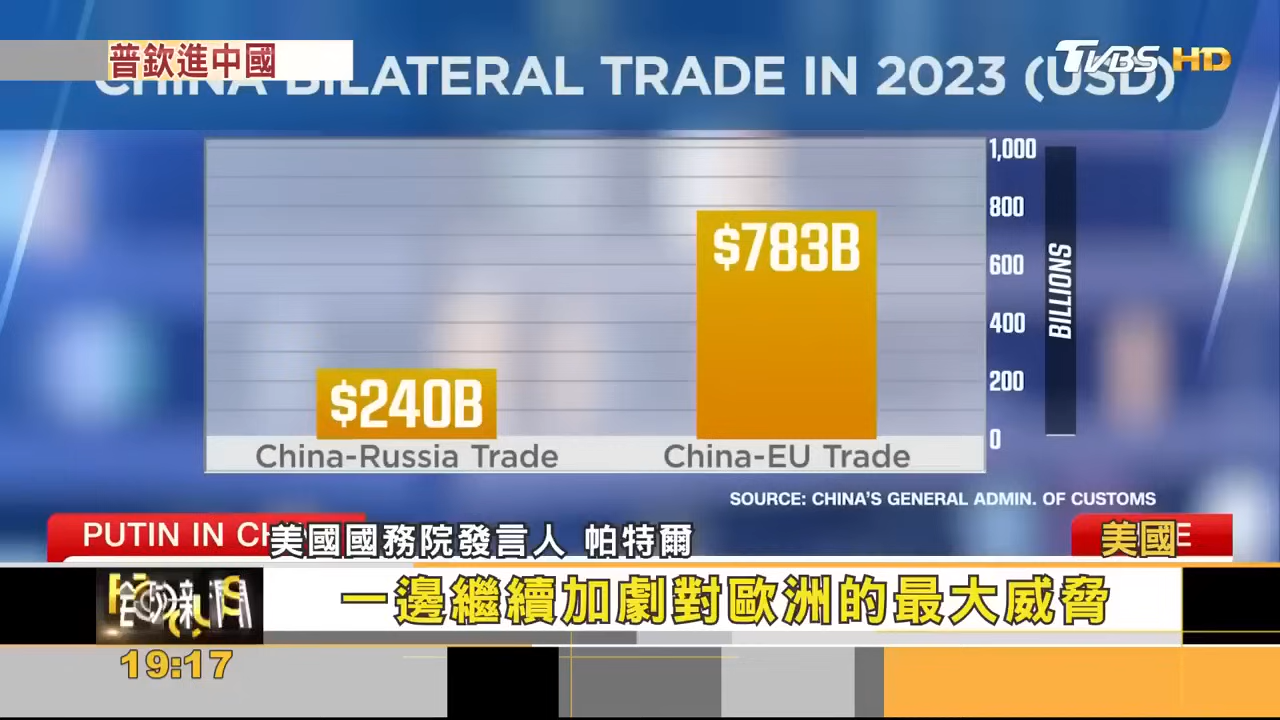 普欽進中國
CHINA BILATERAL TRADE IN 2023 (USD)
TVBS HD
1,000
800
600
400
200
0
BILLIONS
$783B
$240B
China-Russia Trade
China-EU Trade
SOURCE: CHINA'S GENERAL ADMIN. OF CUSTOMS
PUTIN IN CH
美國國務院發言人 帕特爾
美國
一邊繼續加劇對歐洲的最大威脅
19:17